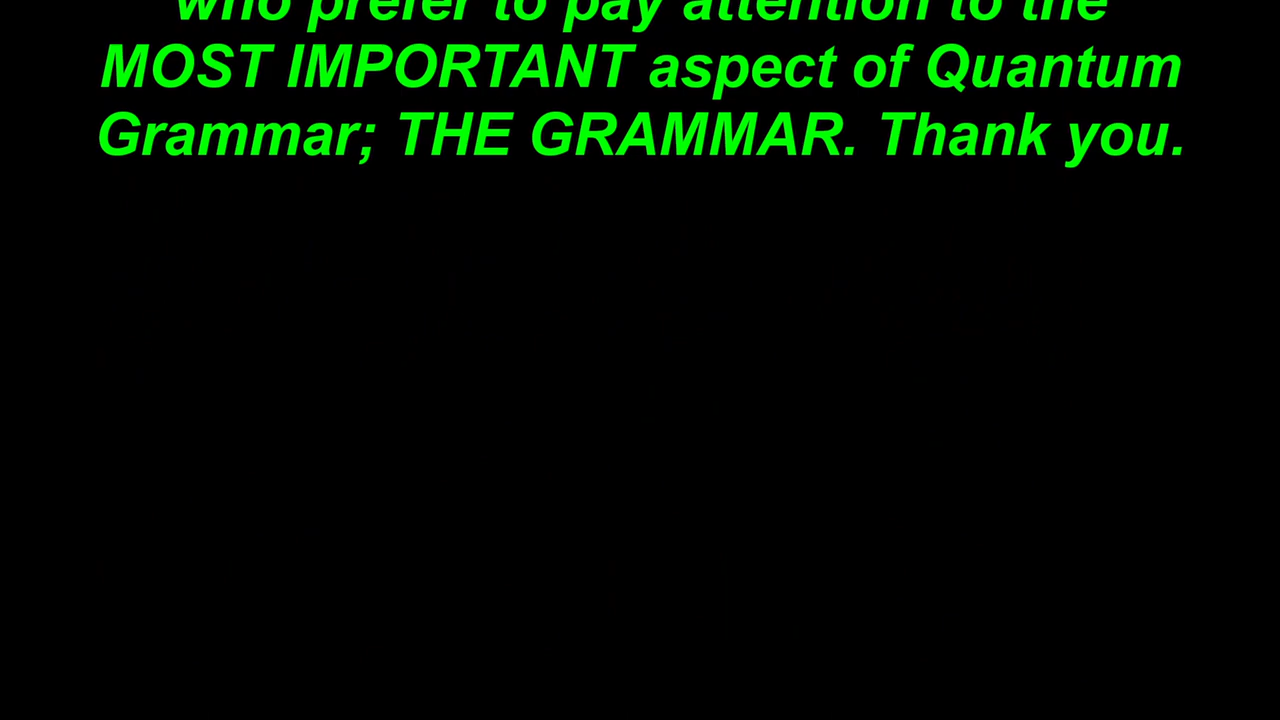 who prefer to pay attention to the
MOST IMPORTANT aspect of Quantum
Grammar; THE GRAMMAR. Thank you.